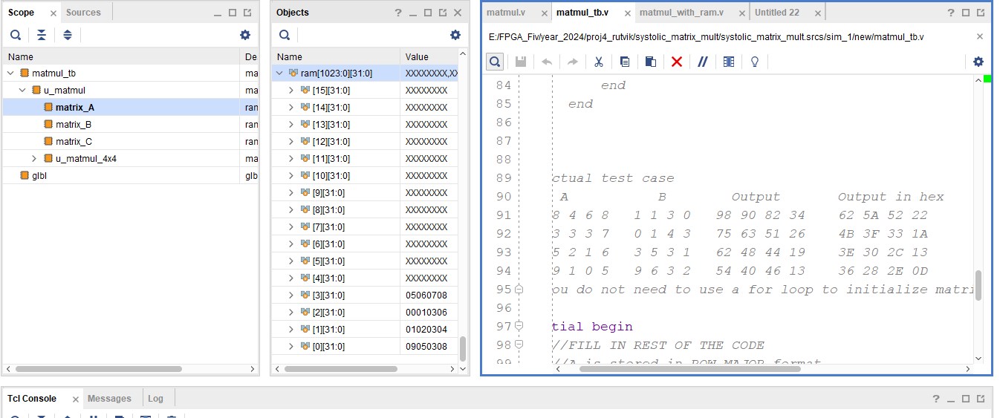 Scope
Sources
Name
De
matmul_tb
ma
u_matmul
ma
matrix_A
ran
matrix_B
ran
matrix_C
ran
u_matmul_4x4
ma
glbl
glb
Objects
Name Value
ram[1023:0][31:0] XXXXXXXX,XX
[15][31:0] XXXXXXXX
[14][31:0] XXXXXXXX
[13][31:0] XXXXXXXX
[12][31:0] XXXXXXXX
[11][31:0] XXXXXXXX
[10][31:0] XXXXXXXX
[9][31:0] XXXXXXXX
[8][31:0] XXXXXXXX
[7][31:0] XXXXXXXX
[6][31:0] XXXXXXXX
[5][31:0] XXXXXXXX
[4][31:0] XXXXXXXX
[3][31:0] 05060708
[2][31:0] 00010306
[1][31:0] 01020304
[0][31:0] 09050308
matmul.v matmul_tb.v matmul_with_ram.v Untitled 22
E:/FPGA_Fiv/year_2024/proj4_rutvik/systolic_matrix_mult/systolic_matrix_mult.srcs/sim_1/new/matmul_tb.v
84 end
85 end
86
87
88
89 ctual test case
90 A B Output Output in hex
91 8 4 6 8 1 1 3 0 98 90 82 34 62 5A 52 22
92 3 3 3 7 0 1 4 3 75 63 51 26 4B 3F 33 1A
93 5 2 1 6 3 5 3 1 62 48 44 19 3E 30 2C 13
94 9 1 0 5 9 6 3 2 54 40 46 13 36 28 2E 0D
95 ou do not need to use a for loop to initialize matri
96
97 tial begin
98 //FILL IN REST OF THE CODE
99 //A is stored in ROW MAJOR format
Tcl Console Messages Log